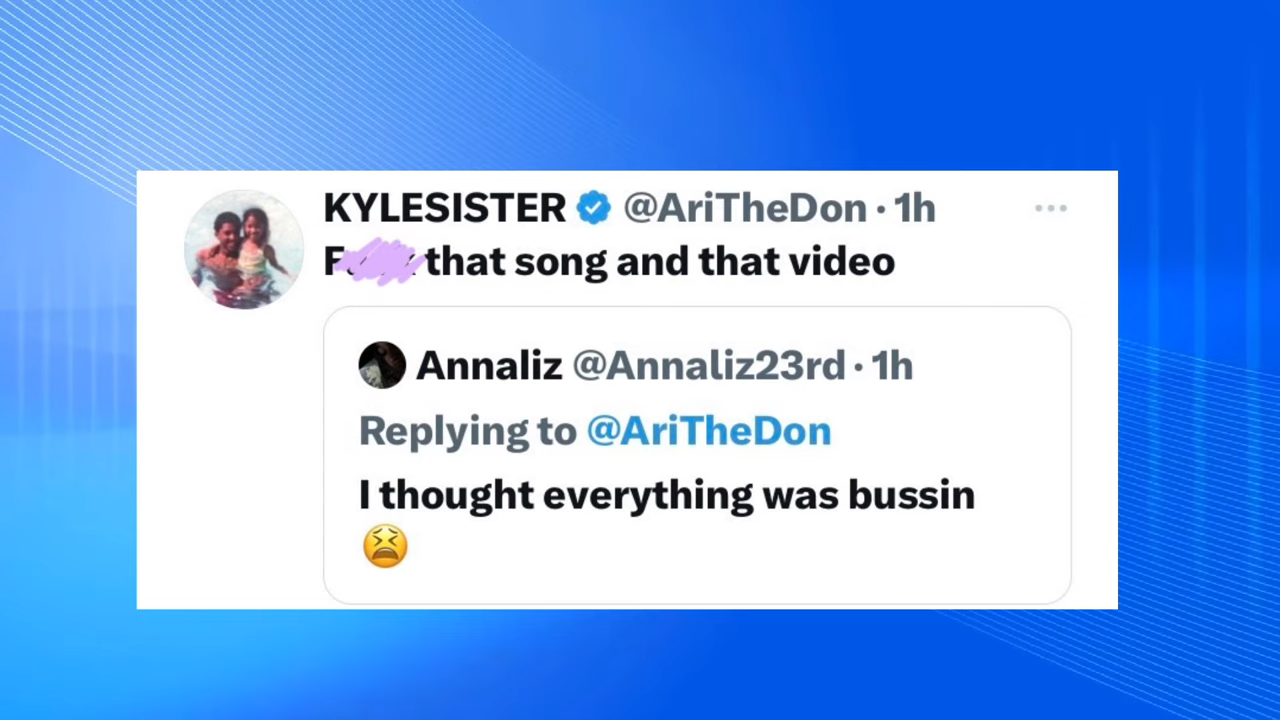 KYLESISTER @AriTheDon · 1h
that song and that video
Annaliz @Annaliz23rd · 1h
Replying to @AriTheDon
I thought everything was bussin
😫